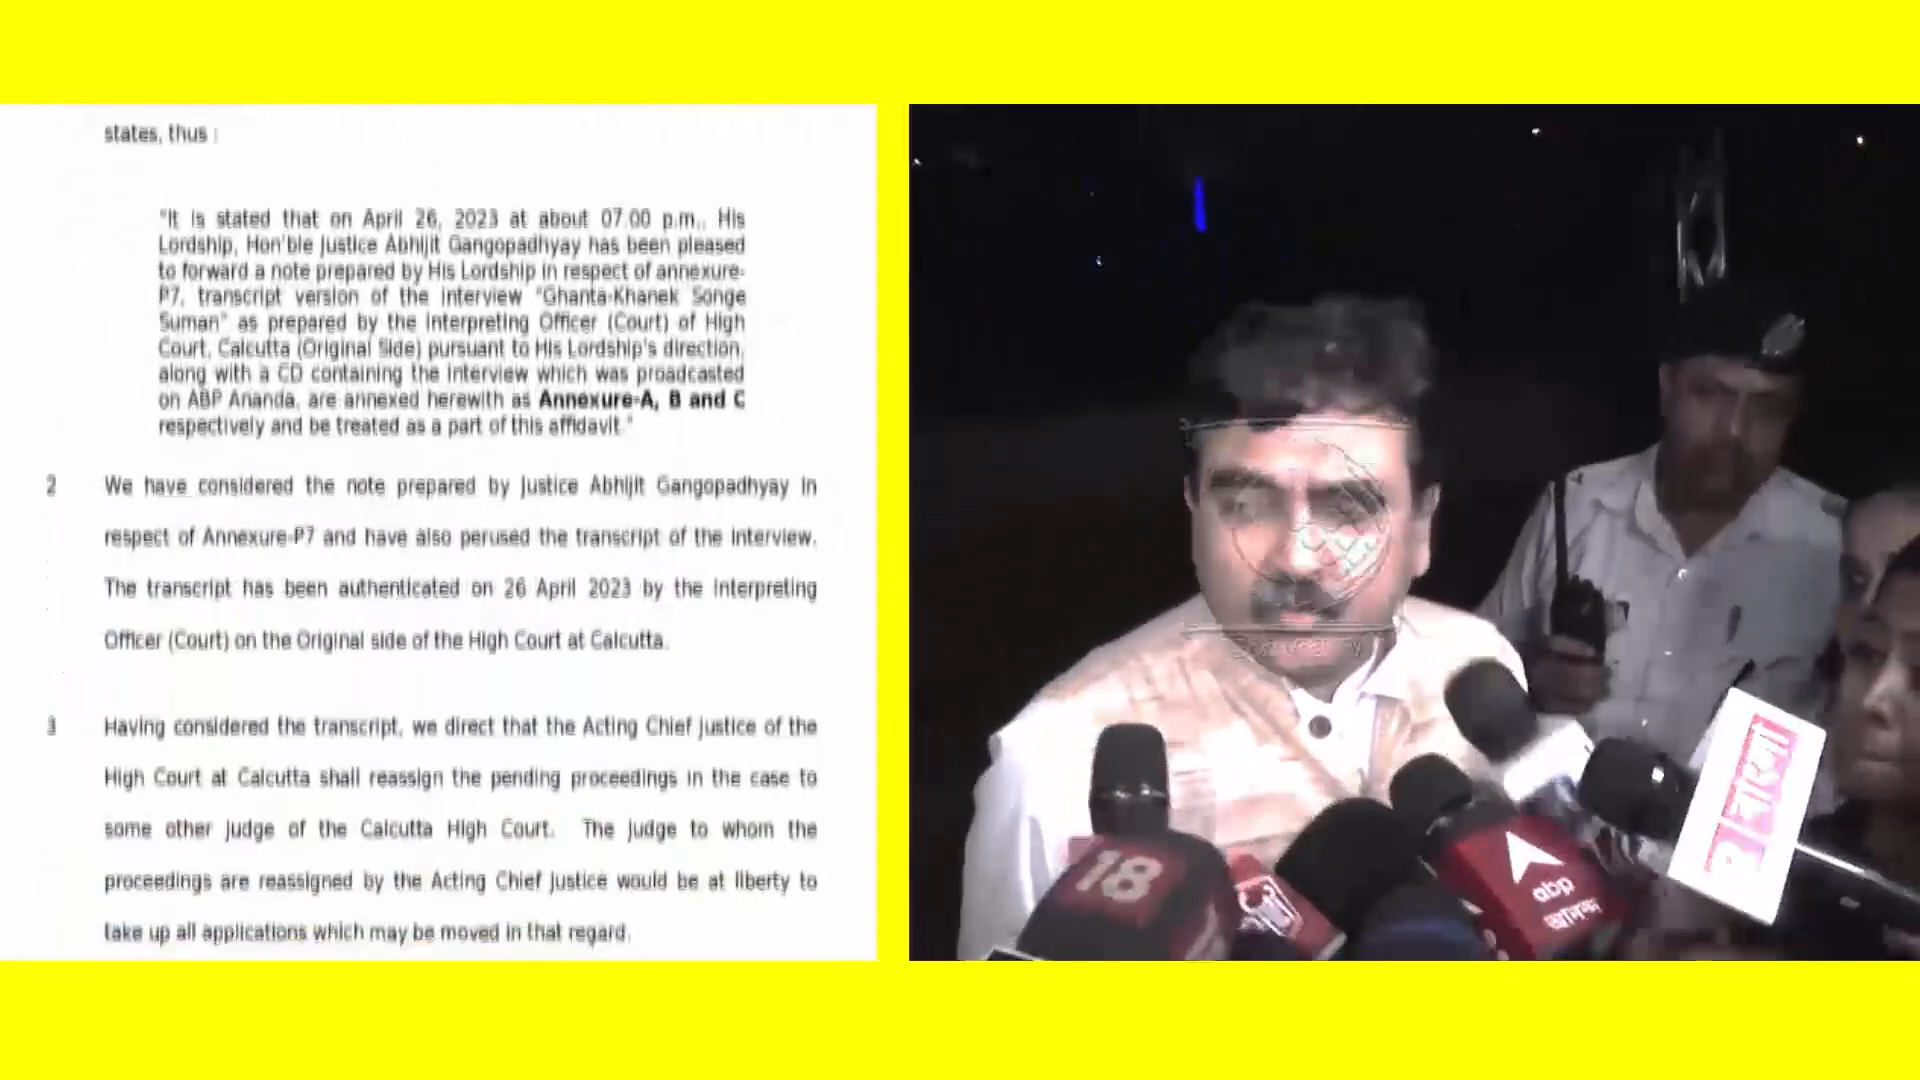 states, thus :
"It is stated that on April 26, 2023 at about 07.00 p.m., His
Lordship, Hon'ble Justice Abhijit Gangopadhyay has been pleased
to forward a note prepared by His Lordship in respect of annexure-
P7, transcript version of the interview "Ghanta-Khanek Songe
Suman" as prepared by the Interpreting Officer (Court) of High
Court, Calcutta (Original Side) pursuant to His Lordship's direction,
along with a CD containing the interview which was proadcasted
on ABP Ananda, are annexed herewith as Annexure-A, B and C
respectively and be treated as a part of this affidavit."
2 We have considered the note prepared by Justice Abhijit Gangopadhyay in
respect of Annexure-P7 and have also perused the transcript of the interview.
The transcript has been authenticated on 26 April 2023 by the Interpreting
Officer (Court) on the Original side of the High Court at Calcutta.
3 Having considered the transcript, we direct that the Acting Chief Justice of the
High Court at Calcutta shall reassign the pending proceedings in the case to
some other judge of the Calcutta High Court. The judge to whom the
proceedings are reassigned by the Acting Chief Justice would be at liberty to
take up all applications which may be moved in that regard.
18
abp
আনন্দ
বাংলা